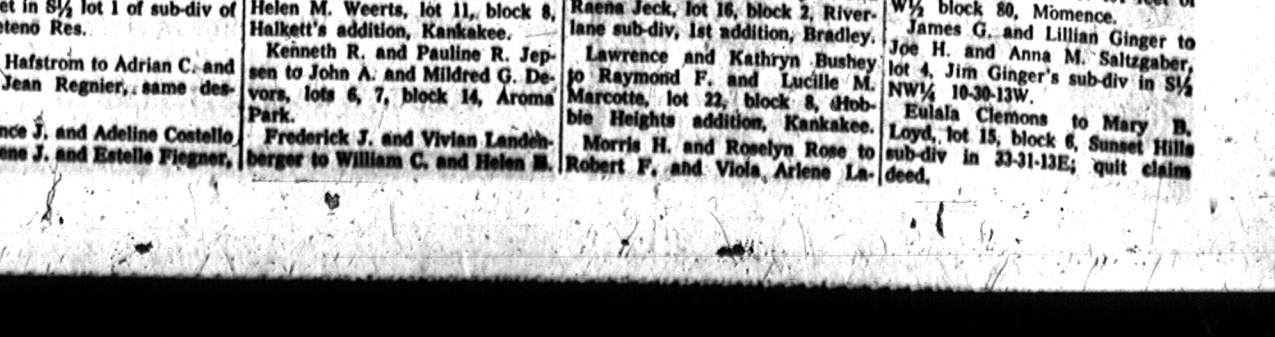 et in S½ lot 1 of sub-div of
teno Res.
Hafstrom to Adrian C. and
Jean Regnier, same des-
nce J. and Adeline Costello
ene J. and Estelle Fiegner,
Helen M. Weerts, lot 11, block 8,
Halkett's addition, Kankakee.
Kenneth R. and Pauline R. Jep-
sen to John A. and Mildred G. De-
vors, lots 6, 7, block 14, Aroma
Park.
Frederick J. and Vivian Landen-
berger to William C. and Helen B.
Raena Jeck, lot 16, block 2, River-
lane sub-div, 1st addition, Bradley.
Lawrence and Kathryn Bushey
to Raymond F. and Lucille M.
Marcotte, lot 22, block 8, Hob-
bie Heights addition, Kankakee.
Morris H. and Roselyn Rose to
Robert F. and Viola Arlene La-
W½ block 80, Momence.
James G. and Lillian Ginger to
Joe H. and Anna M. Saltzgaber,
lot 4, Jim Ginger's sub-div in S½
NW¼ 10-30-13W.
Eulala Clemons to Mary B.
Loyd, lot 15, block 6, Sunset Hills
sub-div in 33-31-13E; quit claim
deed.